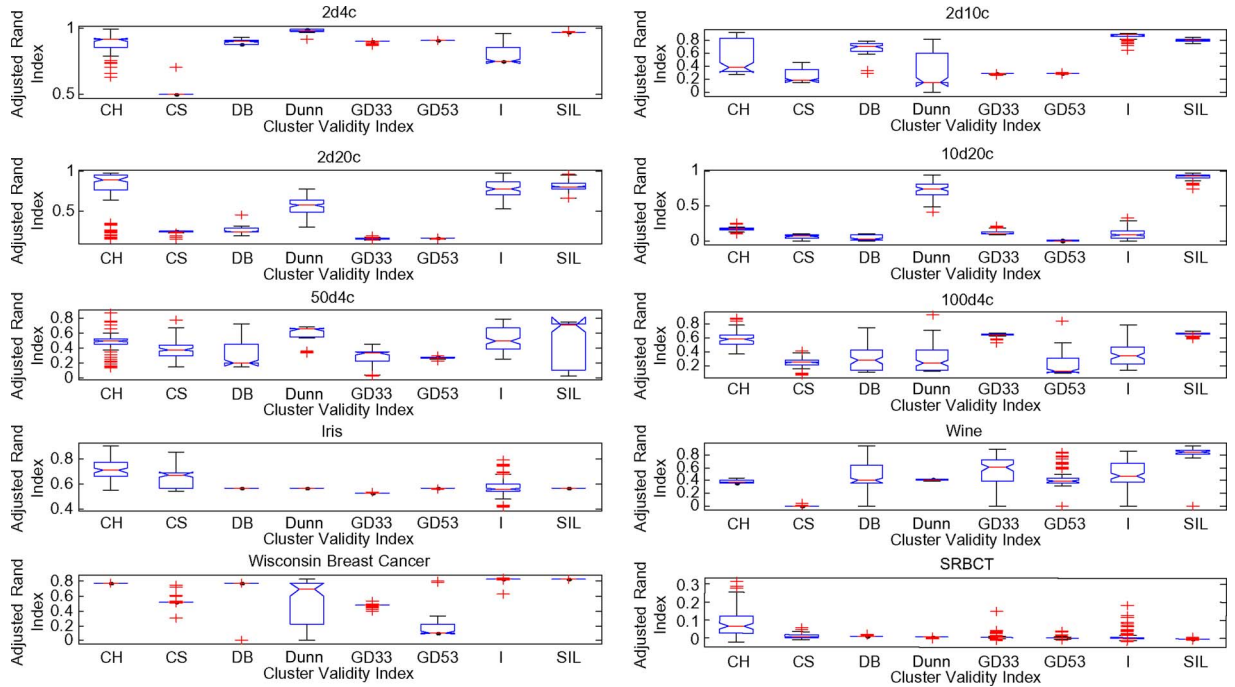 2d4c
Adjusted Rand
Index
1
0.5
CH CS DB Dunn GD33 GD53 I SIL
Cluster Validity Index
2d10c
Adjusted Rand
Index
0.8
0.6
0.4
0.2
0
CH CS DB Dunn GD33 GD53 I SIL
Cluster Validity Index
2d20c
Adjusted Rand
Index
1
0.5
CH CS DB Dunn GD33 GD53 I SIL
Cluster Validity Index
10d20c
Adjusted Rand
Index
1
0.5
0
CH CS DB Dunn GD33 GD53 I SIL
Cluster Validity Index
50d4c
Adjusted Rand
Index
0.8
0.6
0.4
0.2
0
CH CS DB Dunn GD33 GD53 I SIL
Cluster Validity Index
100d4c
Adjusted Rand
Index
0.8
0.6
0.4
0.2
CH CS DB Dunn GD33 GD53 I SIL
Cluster Validity Index
Iris
Adjusted Rand
Index
0.8
0.6
0.4
CH CS DB Dunn GD33 GD53 I SIL
Cluster Validity Index
Wine
Adjusted Rand
Index
0.8
0.6
0.4
0.2
0
CH CS DB Dunn GD33 GD53 I SIL
Cluster Validity Index
Wisconsin Breast Cancer
Adjusted Rand
Index
0.8
0.6
0.4
0.2
0
CH CS DB Dunn GD33 GD53 I SIL
Cluster Validity Index
SRBCT
Adjusted Rand
Index
0.3
0.2
0.1
0
CH CS DB Dunn GD33 GD53 I SIL
Cluster Validity Index